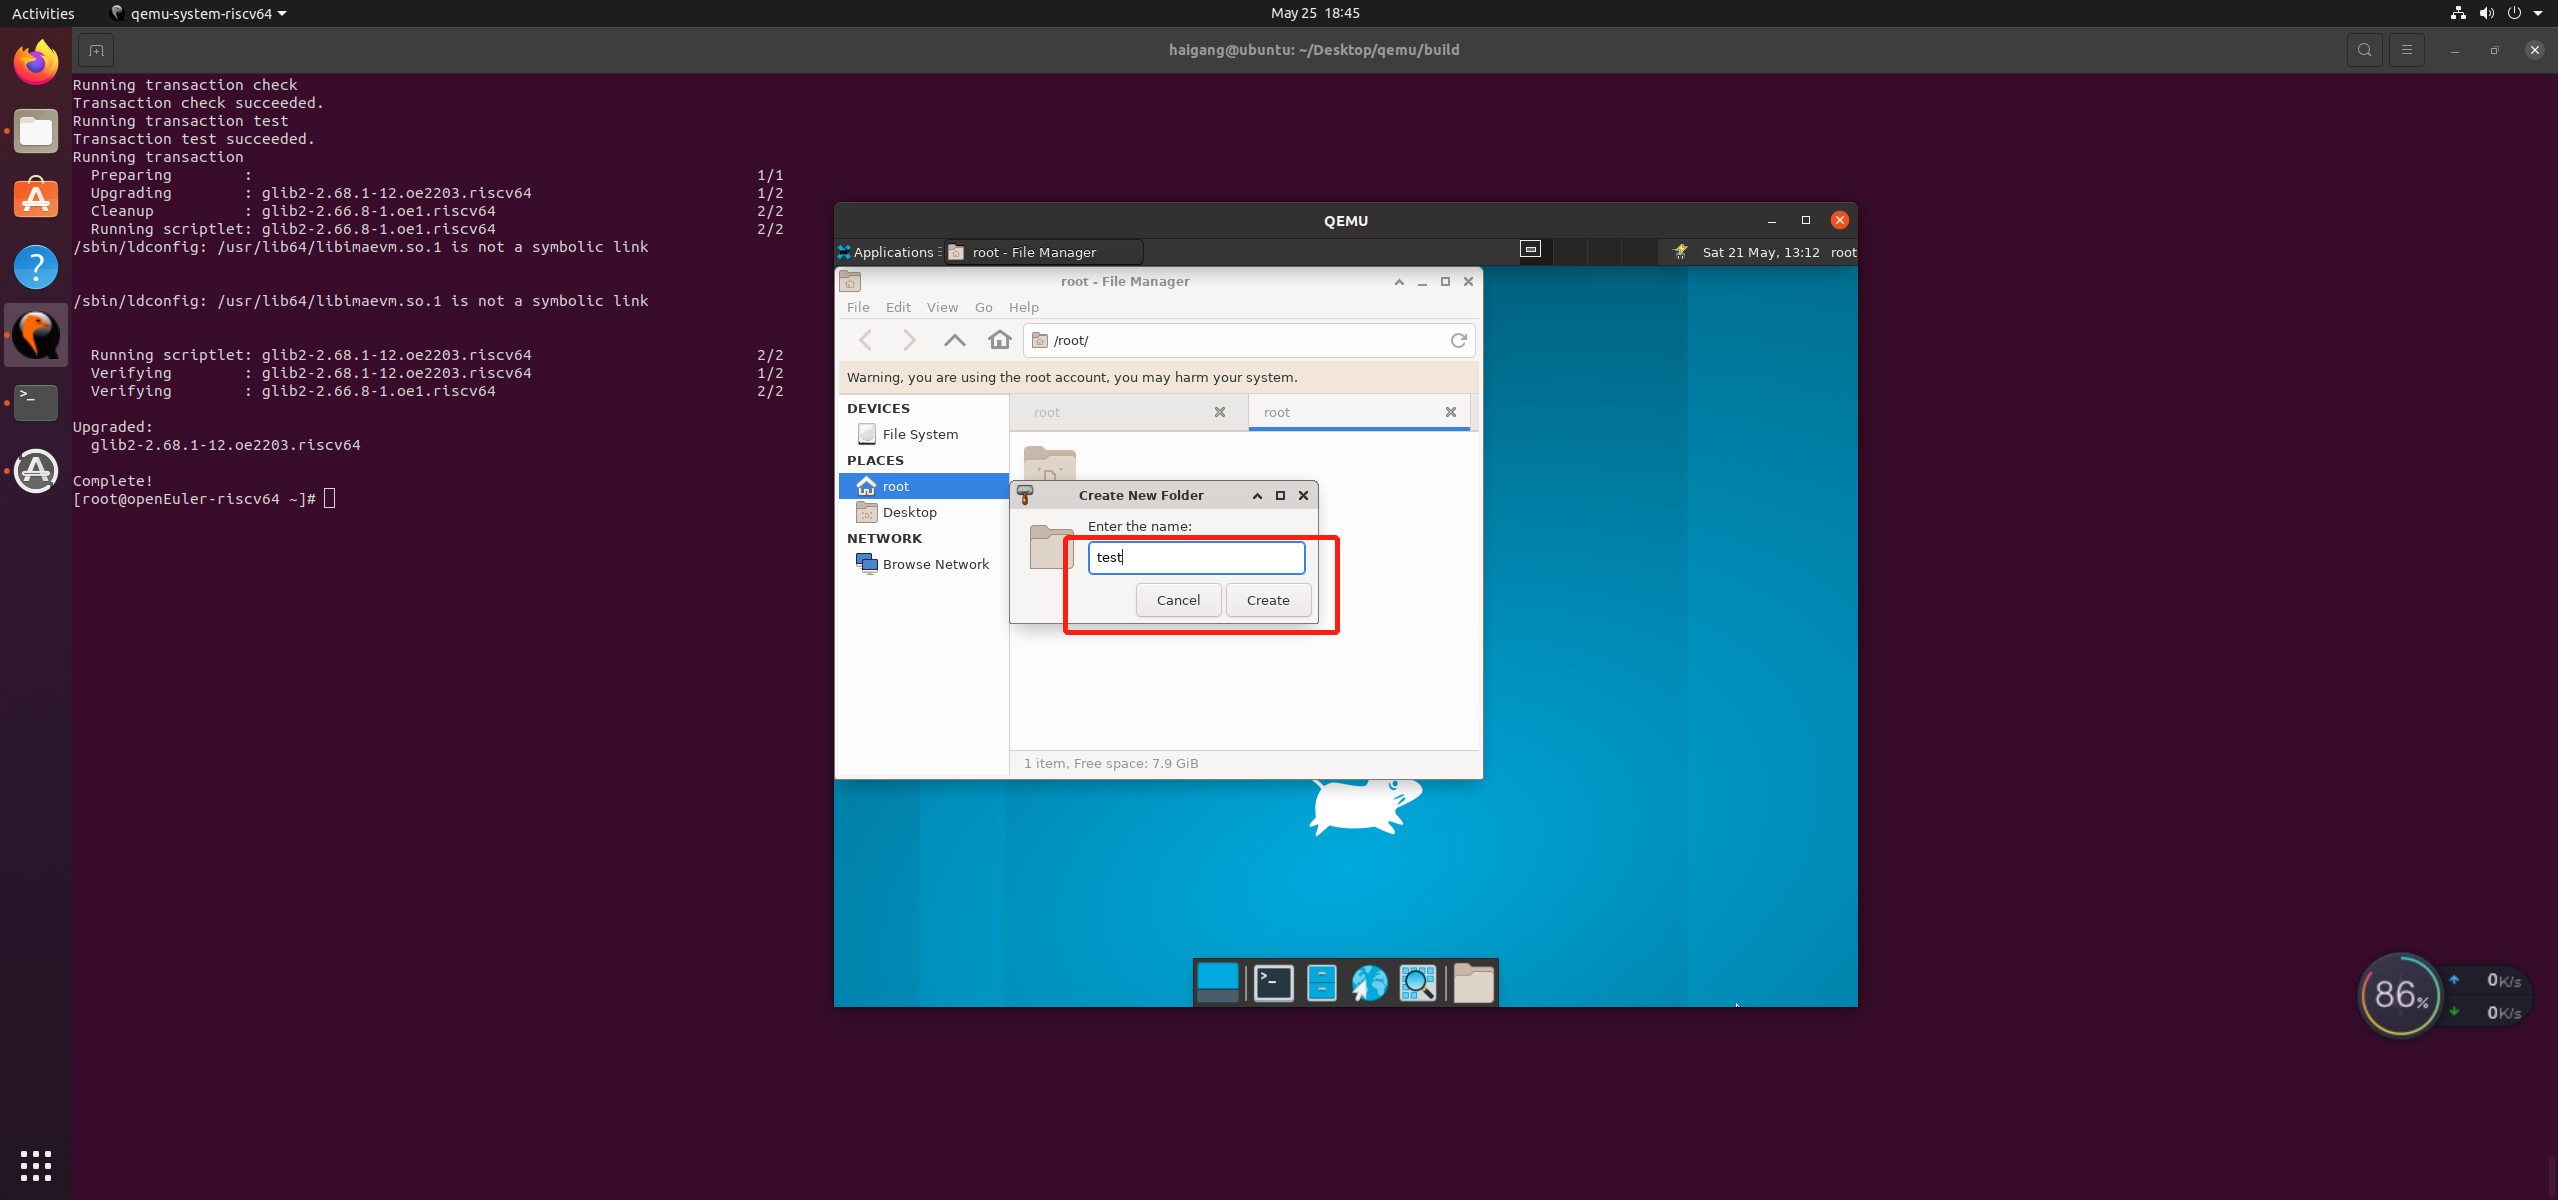 Activities
qemu-system-riscv64
May 25 18:45
haigang@ubuntu: ~/Desktop/qemu/build
Running transaction check
Transaction check succeeded.
Running transaction test
Transaction test succeeded.
Running transaction
Preparing : 1/1
Upgrading : glib2-2.68.1-12.oe2203.riscv64 1/2
Cleanup : glib2-2.66.8-1.oe1.riscv64 2/2
Running scriptlet: glib2-2.66.8-1.oe1.riscv64 2/2
/sbin/ldconfig: /usr/lib64/libimaevm.so.1 is not a symbolic link
/sbin/ldconfig: /usr/lib64/libimaevm.so.1 is not a symbolic link
Running scriptlet: glib2-2.68.1-12.oe2203.riscv64 2/2
Verifying : glib2-2.68.1-12.oe2203.riscv64 1/2
Verifying : glib2-2.66.8-1.oe1.riscv64 2/2
Upgraded:
glib2-2.68.1-12.oe2203.riscv64
Complete!
[root@openEuler-riscv64 ~]#
QEMU
Applications
root - File Manager
Sat 21 May, 13:12
root
root - File Manager
File Edit View Go Help
/root/
Warning, you are using the root account, you may harm your system.
DEVICES
File System
PLACES
root
Desktop
NETWORK
Browse Network
root
root
Create New Folder
Enter the name:
test
Cancel
Create
1 item, Free space: 7.9 GiB
86%
0K/s
0K/s